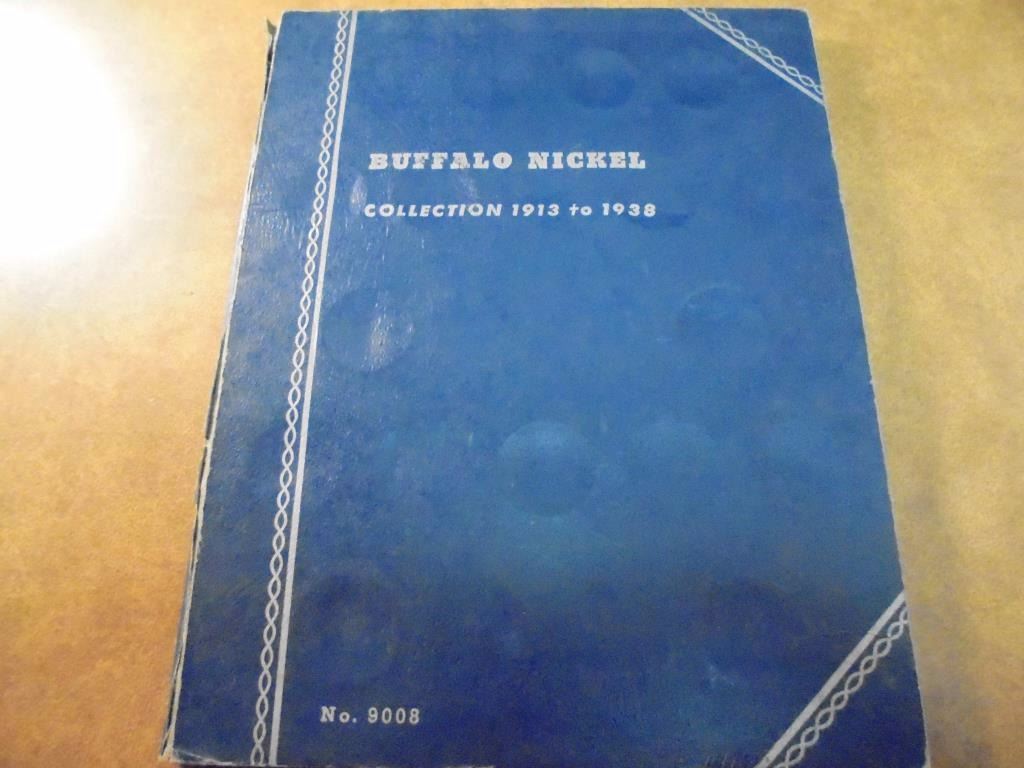 BUFFALO NICKEL
COLLECTION 1913 to 1938
No. 9008